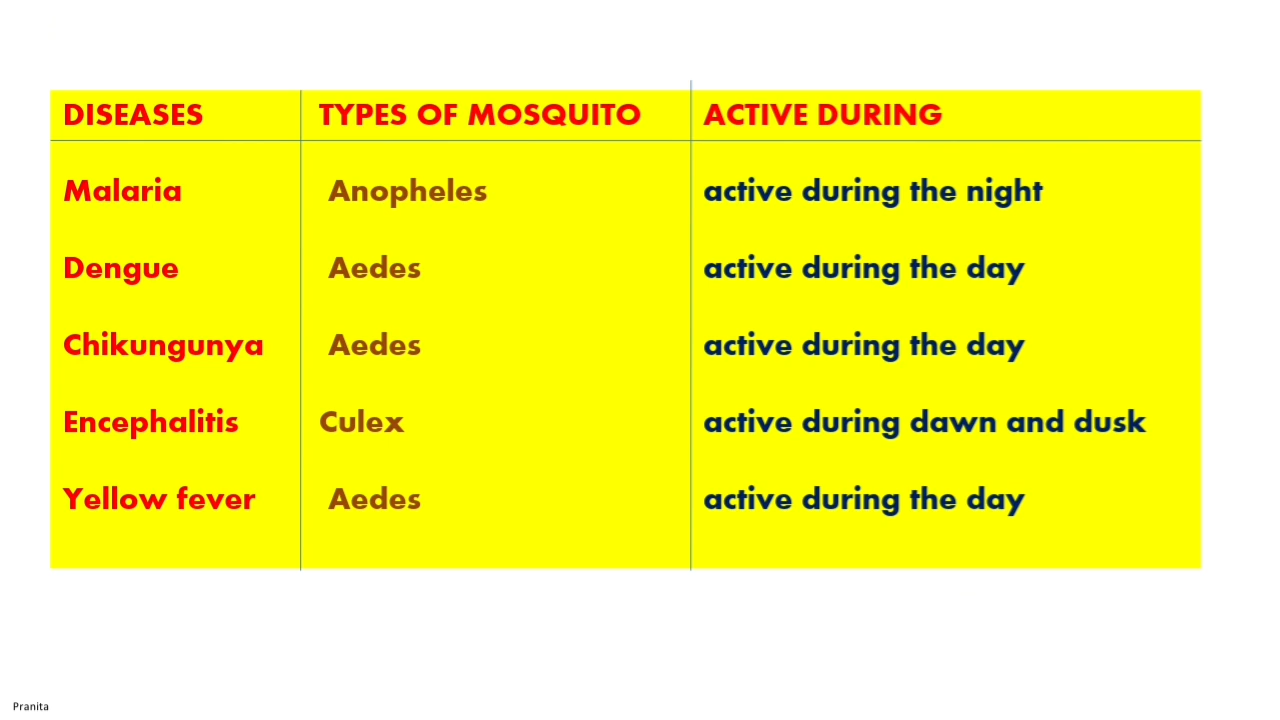 DISEASES TYPES OF MOSQUITO ACTIVE DURING
Malaria Anopheles active during the night
Dengue Aedes active during the day
Chikungunya Aedes active during the day
Encephalitis Culex active during dawn and dusk
Yellow fever Aedes active during the day
Pranita